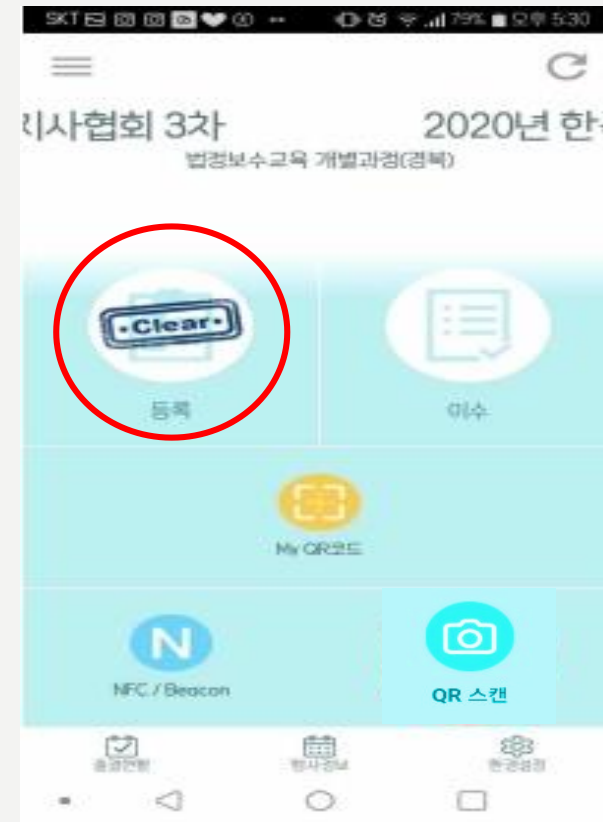 SKT 79% 오후 5:30
지사협회 3차 2020년 한국
법정보수교육 개별과정(경북)
Clear
등록 이수
My QR코드
NFC / Beacon QR 스캔
출결현황 행사정보 환경설정